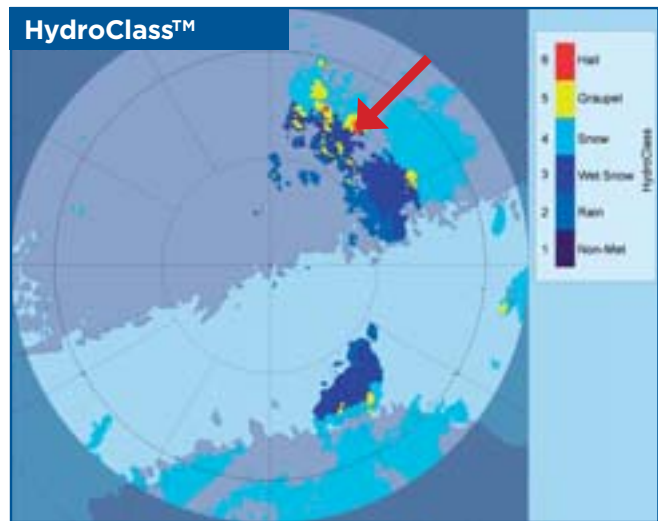 HydroClass™
6 Hail
5 Graupel
4 Snow
3 Wet Snow
2 Rain
1 Non-Met
HydroClass